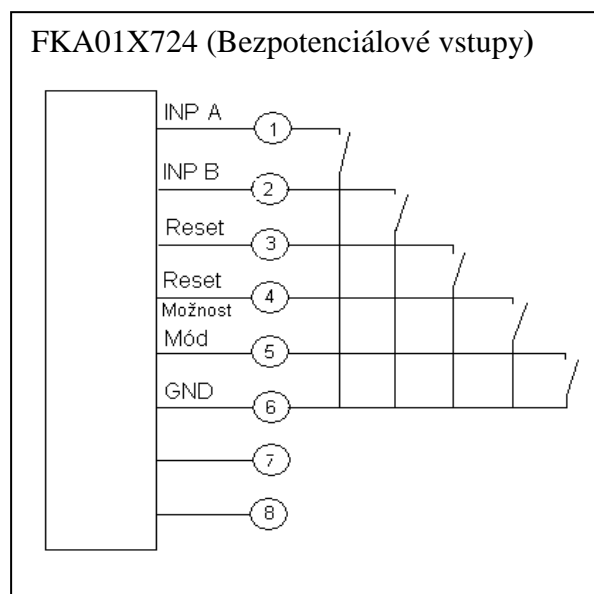 FKA01X724 (Bezpotenciálové vstupy)
INP A
1
INP B
2
Reset
3
Reset
4
Možnost
Mód
5
GND
6
7
8